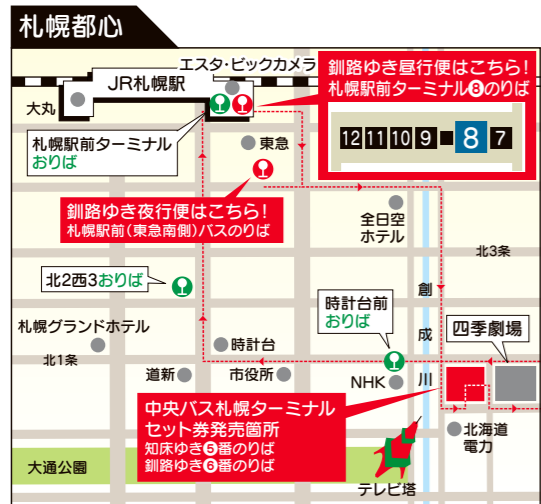 札幌都心
エスタ・ビックカメラ
JR札幌駅
大丸
釧路ゆき昼行便はこちら!
札幌駅前ターミナル❽のりば
12 11 10 9 8 7
札幌駅前ターミナル
おりば
東急
釧路ゆき夜行便はこちら!
札幌駅前(東急南側)バスのりば
全日空
ホテル
北3条
北2西3おりば
時計台前
おりば
創成川
四季劇場
札幌グランドホテル
北1条
時計台
道新
市役所
NHK
中央バス札幌ターミナル
セット券発売箇所
知床ゆき❺番のりば
釧路ゆき❻番のりば
北海道
電力
大通公園
テレビ塔